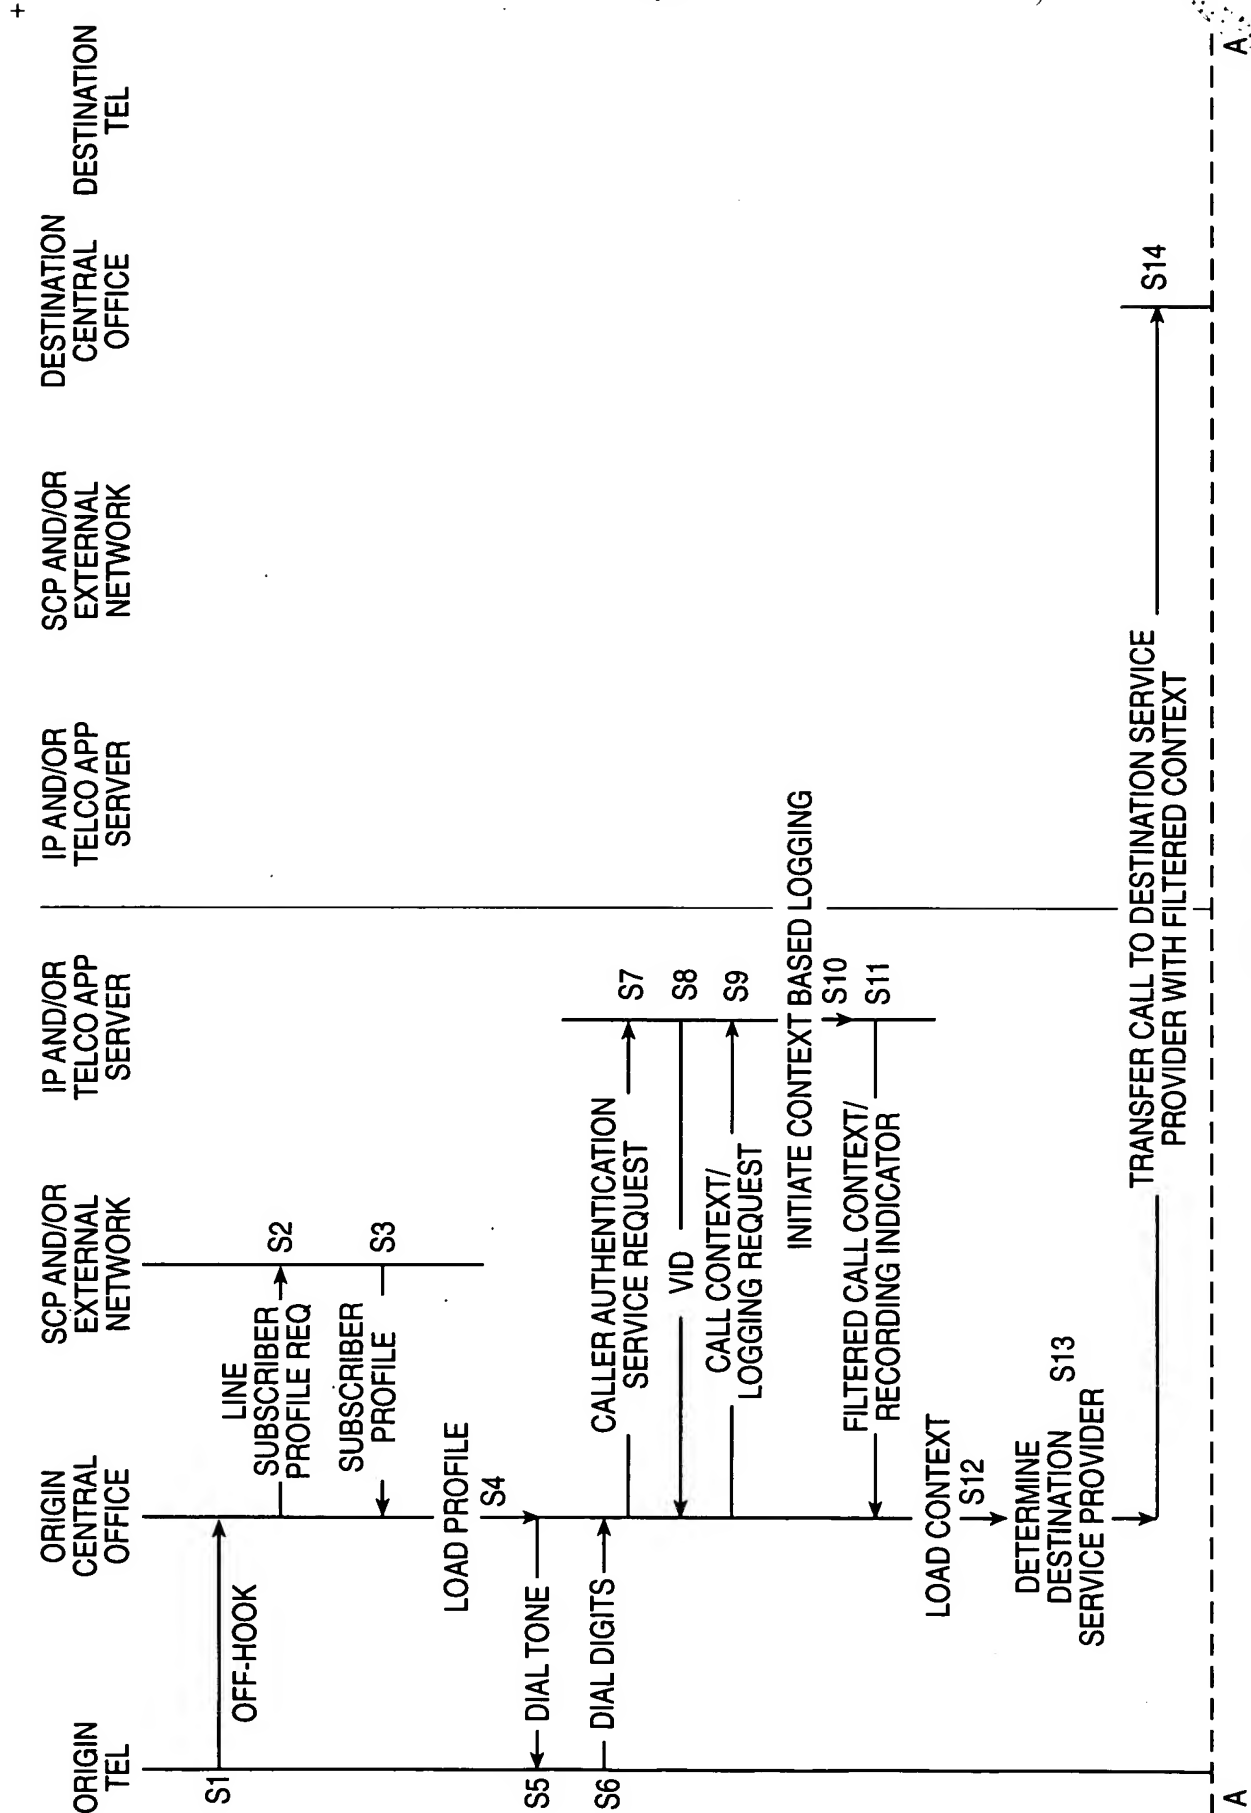 ORIGIN
TEL
ORIGIN
CENTRAL
OFFICE
SCP AND/OR
EXTERNAL
NETWORK
IP AND/OR
TELCO APP
SERVER
IP AND/OR
TELCO APP
SERVER
SCP AND/OR
EXTERNAL
NETWORK
DESTINATION
CENTRAL
OFFICE
DESTINATION
TEL
S1
OFF-HOOK
LINE
SUBSCRIBER
PROFILE REQ
S2
SUBSCRIBER
PROFILE
S3
LOAD PROFILE
S4
S5
DIAL TONE
S6
DIAL DIGITS
CALLER AUTHENTICATION
SERVICE REQUEST
S7
VID
S8
CALL CONTEXT/
LOGGING REQUEST
S9
INITIATE CONTEXT BASED LOGGING
S10
FILTERED CALL CONTEXT/
RECORDING INDICATOR
S11
LOAD CONTEXT
S12
DETERMINE
DESTINATION
SERVICE PROVIDER
S13
TRANSFER CALL TO DESTINATION SERVICE
PROVIDER WITH FILTERED CONTEXT
S14
A
A